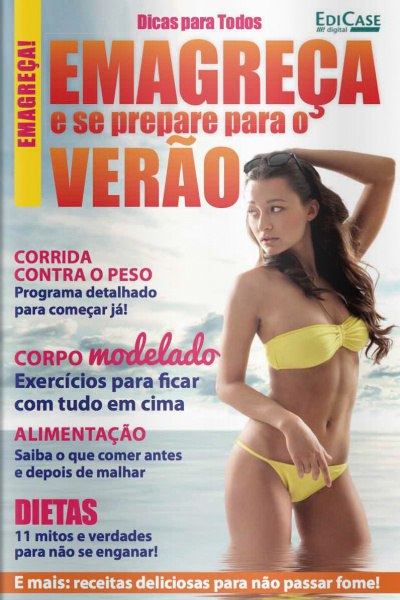 Dicas para Todos
EDICASE
digital
EMAGREÇA!
EMAGREÇA
e se prepare para o
VERÃO
CORRIDA
CONTRA O PESO
Programa detalhado
para começar já!
CORPO modelado
Exercícios para ficar
com tudo em cima
ALIMENTAÇÃO
Saiba o que comer antes
e depois de malhar
DIETAS
11 mitos e verdades
para não se enganar!
E mais: receitas deliciosas para não passar fome!